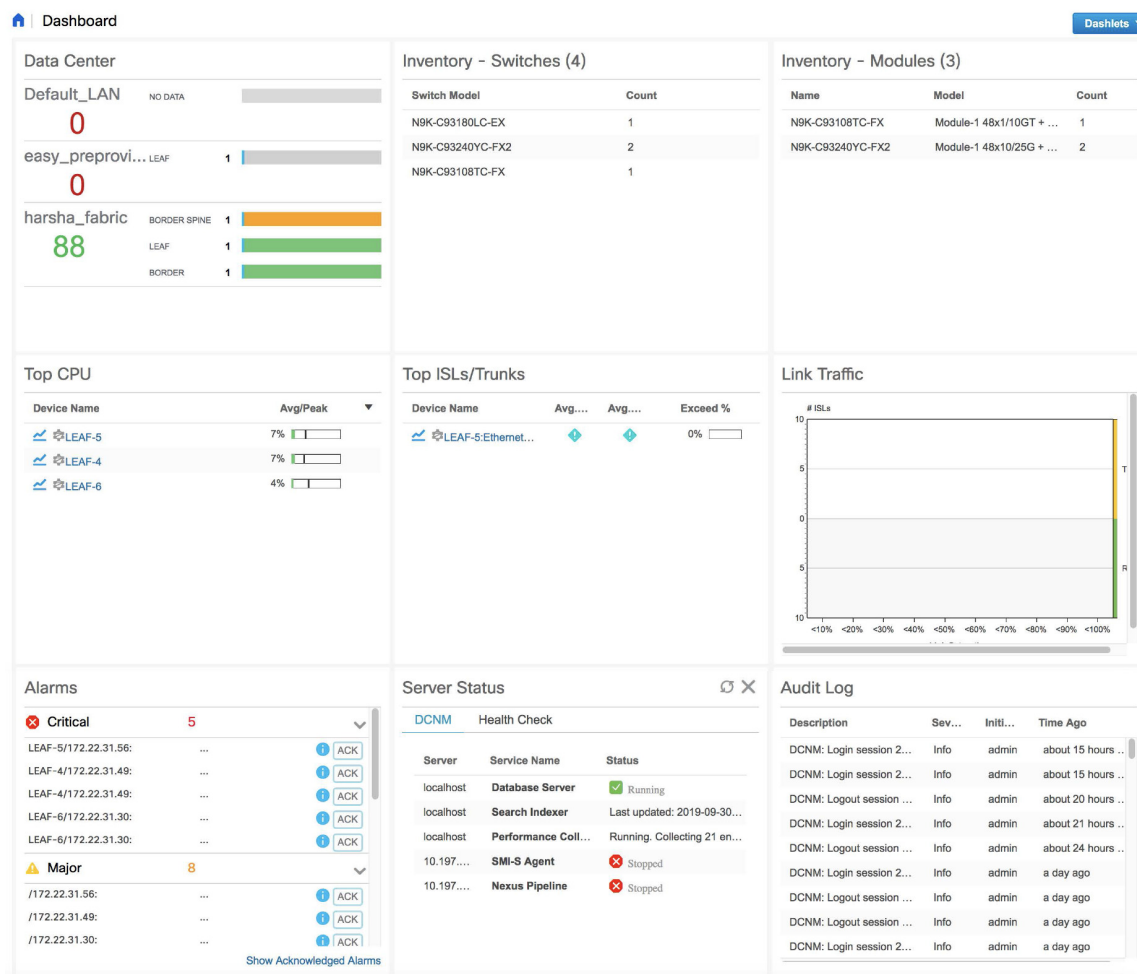 Dashboard
Dashlets
Data Center
Default_LAN NO DATA
0
easy_preprovi... LEAF 1
0
harsha_fabric BORDER SPINE 1
88 LEAF 1
BORDER 1
Inventory - Switches (4)
Switch Model Count
N9K-C93180LC-EX 1
N9K-C93240YC-FX2 2
N9K-C93108TC-FX 1
Inventory - Modules (3)
Name Model Count
N9K-C93108TC-FX Module-1 48x1/10GT + ... 1
N9K-C93240YC-FX2 Module-1 48x10/25G + ... 2
Top CPU
Device Name Avg/Peak
LEAF-5 7%
LEAF-4 7%
LEAF-6 4%
Top ISLs/Trunks
Device Name Avg.... Avg.... Exceed %
LEAF-5:Ethernet... 0%
Link Traffic
# ISLs
10
5 T
0
5 R
10
<10% <20% <30% <40% <50% <60% <70% <80% <90% <100%
Alarms
Critical 5
LEAF-5/172.22.31.56: ... ACK
LEAF-4/172.22.31.49: ... ACK
LEAF-4/172.22.31.49: ... ACK
LEAF-6/172.22.31.30: ... ACK
LEAF-6/172.22.31.30: ... ACK
Major 8
/172.22.31.56: ... ACK
/172.22.31.49: ... ACK
/172.22.31.30: ... ACK
Show Acknowledged Alarms
Server Status
DCNM Health Check
Server Service Name Status
localhost Database Server Running
localhost Search Indexer Last updated: 2019-09-30...
localhost Performance Coll... Running. Collecting 21 en...
10.197.... SMI-S Agent Stopped
10.197.... Nexus Pipeline Stopped
Audit Log
Description Sev... Initi... Time Ago
DCNM: Login session 2... Info admin about 15 hours ..
DCNM: Login session 2... Info admin about 15 hours ..
DCNM: Logout session ... Info admin about 20 hours ..
DCNM: Login session 2... Info admin about 21 hours ..
DCNM: Logout session ... Info admin about 24 hours ..
DCNM: Login session 2... Info admin a day ago
DCNM: Logout session ... Info admin a day ago
DCNM: Logout session ... Info admin a day ago
DCNM: Login session 2... Info admin a day ago